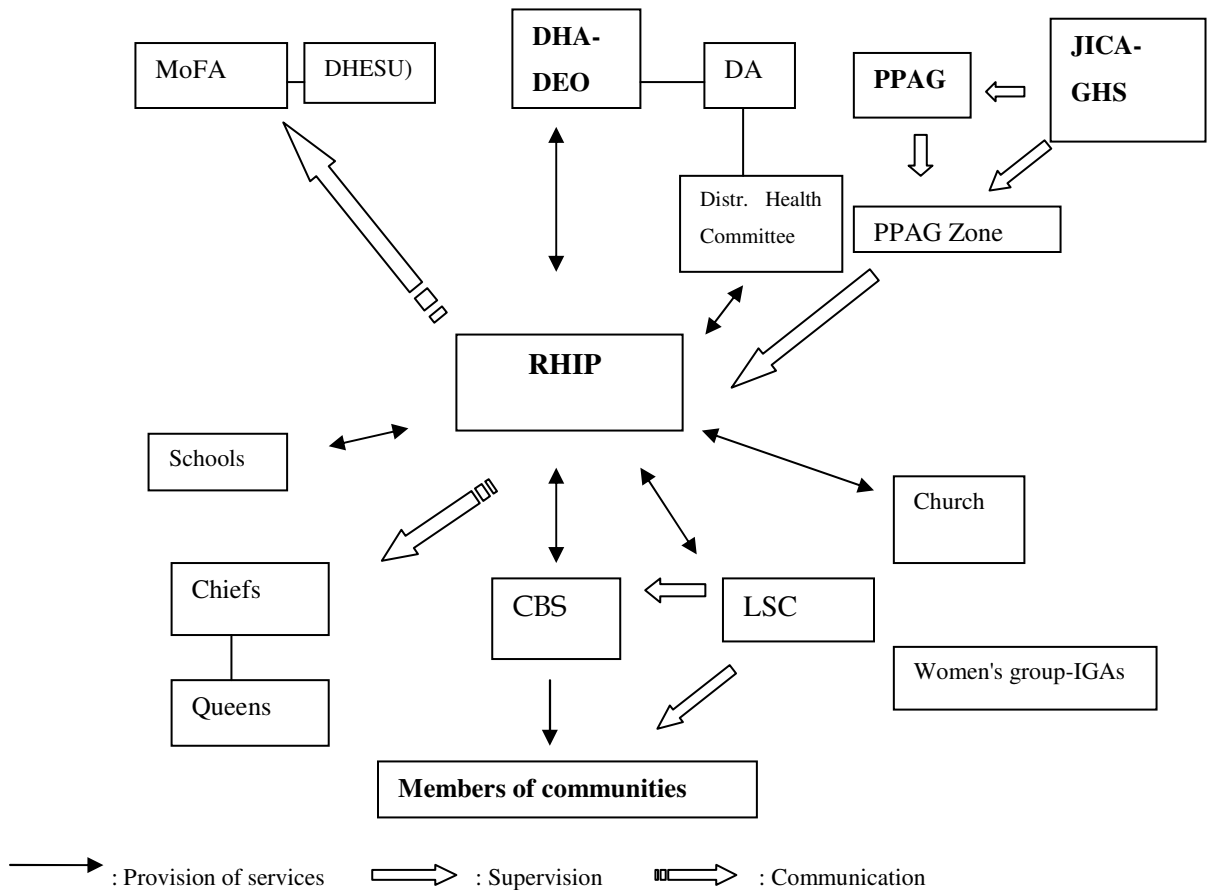 MoFA
DHESU)
DHA-
DEO
DA
PPAG
JICA-
GHS
Distr. Health
Committee
PPAG Zone
RHIP
Schools
Church
Chiefs
CBS
LSC
Women's group-IGAs
Queens
Members of communities
: Provision of services : Supervision : Communication